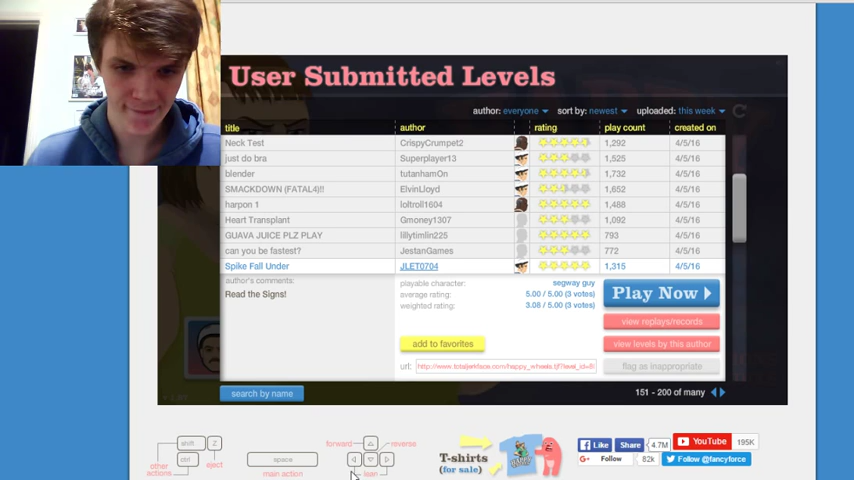 User Submitted Levels
author: everyone sort by: newest uploaded: this week
title author rating play count created on
Neck Test CrispyCrumpet2 1,292 4/5/16
just do bra Superplayer13 1,525 4/5/16
blender tutanhamOn 1,732 4/5/16
SMACKDOWN (FATAL4)!! ElvinLloyd 1,652 4/5/16
harpon 1 loltroll1604 1,488 4/5/16
Heart Transplant Gmoney1307 1,092 4/5/16
GUAVA JUICE PLZ PLAY lillytimlin225 793 4/5/16
can you be fastest? JestanGames 772 4/5/16
Spike Fall Under JLET0704 1,315 4/5/16
author's comments:
Read the Signs!
playable character: segway guy
average rating: 5.00 / 5.00 (3 votes)
weighted rating: 3.08 / 5.00 (3 votes)
Play Now
view replays/records
add to favorites
view levels by this author
url: http://www.totaljerkface.com/happy_wheels.tjf?level_id=8
flag as inappropriate
search by name
151 - 200 of many
shift Z
eject
ctrl
other actions
space
main action
forward reverse
lean
T-shirts
(for sale)
Like Share 4.7M
YouTube 195K
Follow 82k
Follow @fancyforce